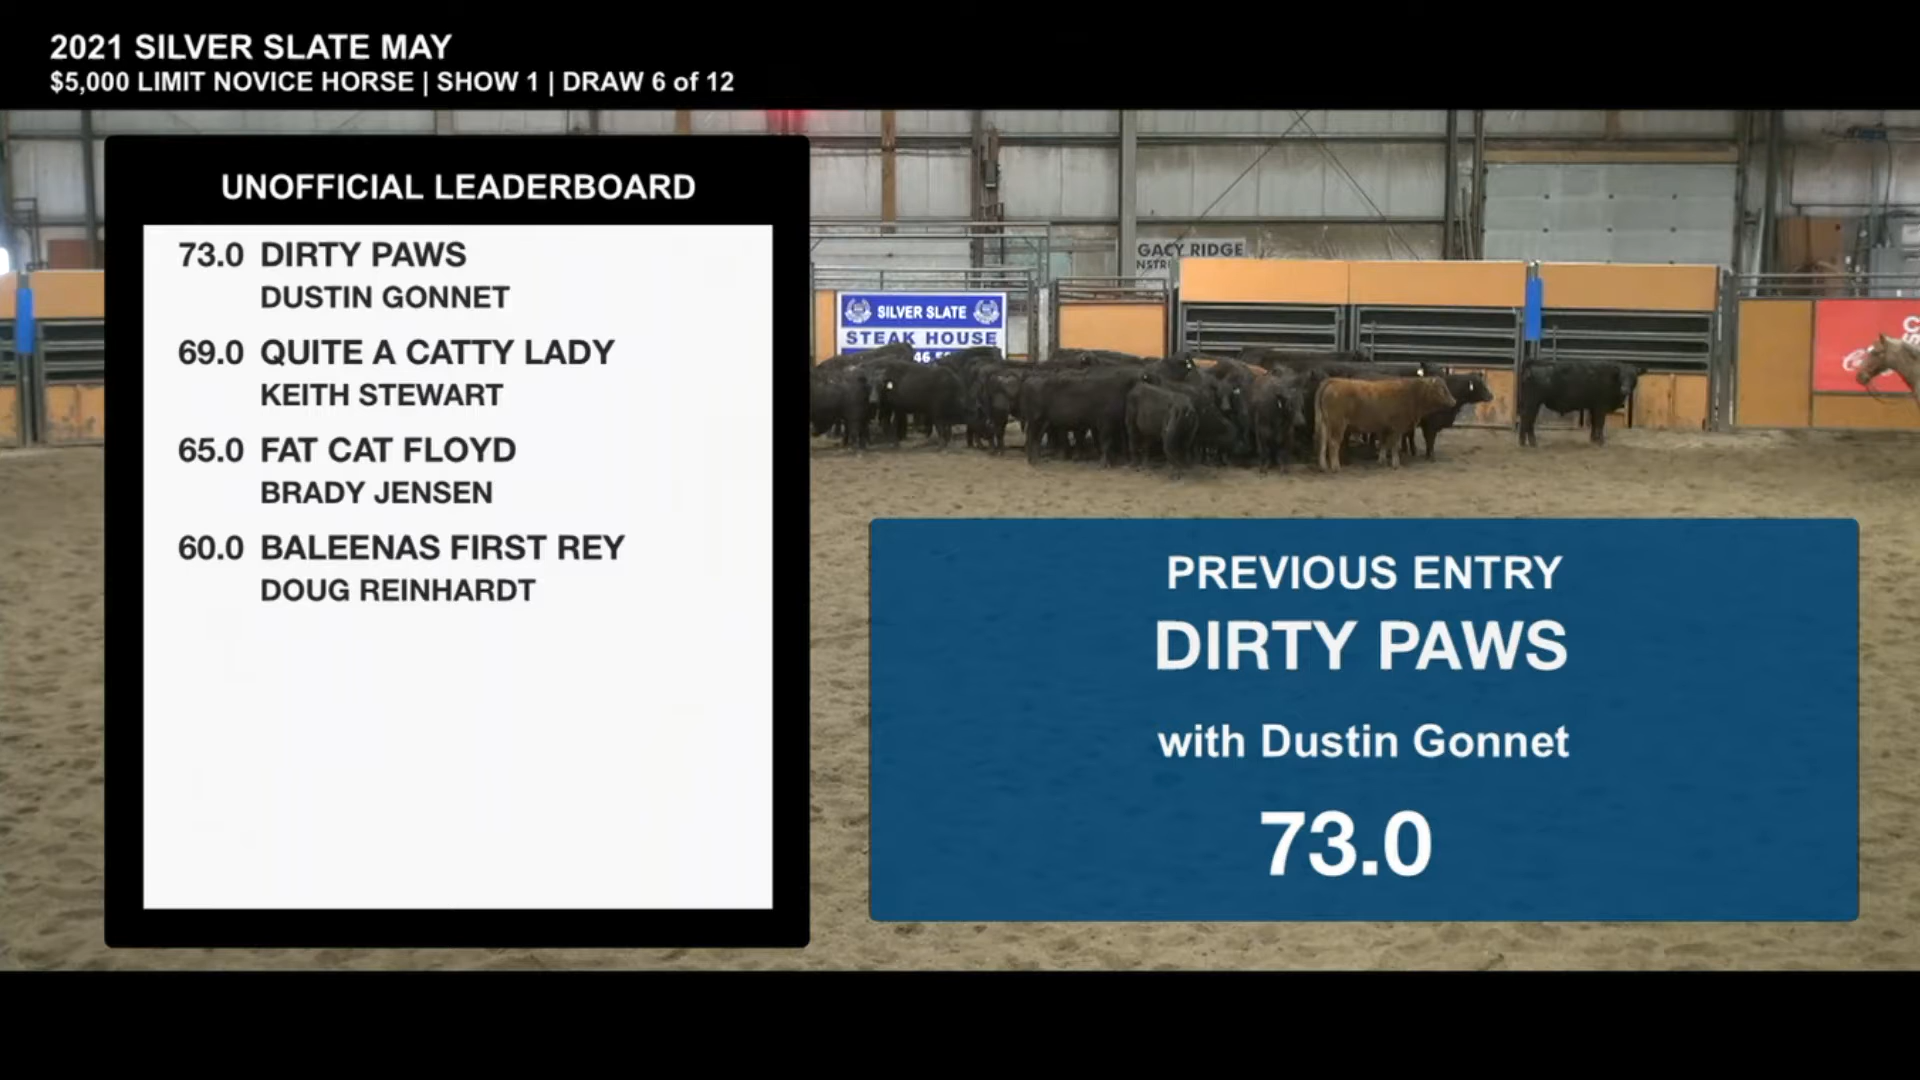 2021 SILVER SLATE MAY
$5,000 LIMIT NOVICE HORSE | SHOW 1 | DRAW 6 of 12
UNOFFICIAL LEADERBOARD
73.0 DIRTY PAWS
DUSTIN GONNET
69.0 QUITE A CATTY LADY
KEITH STEWART
65.0 FAT CAT FLOYD
BRADY JENSEN
60.0 BALEENAS FIRST REY
DOUG REINHARDT
GACY RIDGE
SILVER SLATE
STEAK HOUSE
PREVIOUS ENTRY
DIRTY PAWS
with Dustin Gonnet
73.0